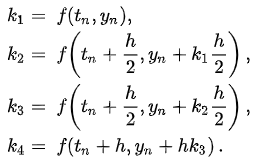 k₁ = f(tₙ, yₙ),
k₂ = f(tₙ + h/2, yₙ + k₁ h/2),
k₃ = f(tₙ + h/2, yₙ + k₂ h/2),
k₄ = f(tₙ + h, yₙ + hk₃).